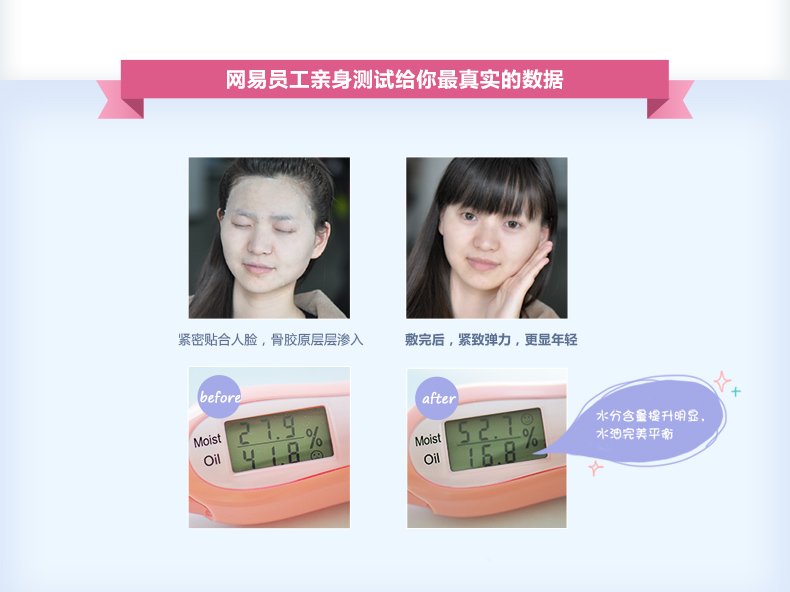 网易员工亲身测试给你最真实的数据
紧密贴合人脸，骨胶原层层渗入
敷完后，紧致弹力，更显年轻
before
Moist 27.9 %
Oil 41.8
after
Moist 52.7 %
Oil 16.8
水分含量提升明显，
水油完美平衡